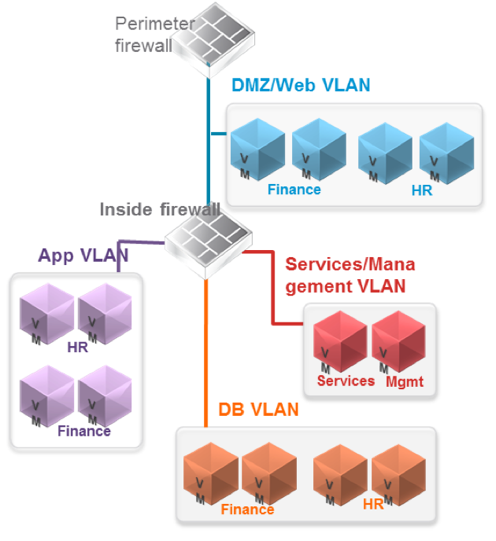 Perimeter
firewall
DMZ/Web VLAN
V M
V M
V M
V M
Finance
HR
Inside firewall
App VLAN
V M
V M
HR
V M
V M
Finance
Services/Mana
gement VLAN
V M
V M
Services
Mgmt
DB VLAN
V M
V M
V M
V M
Finance
HR